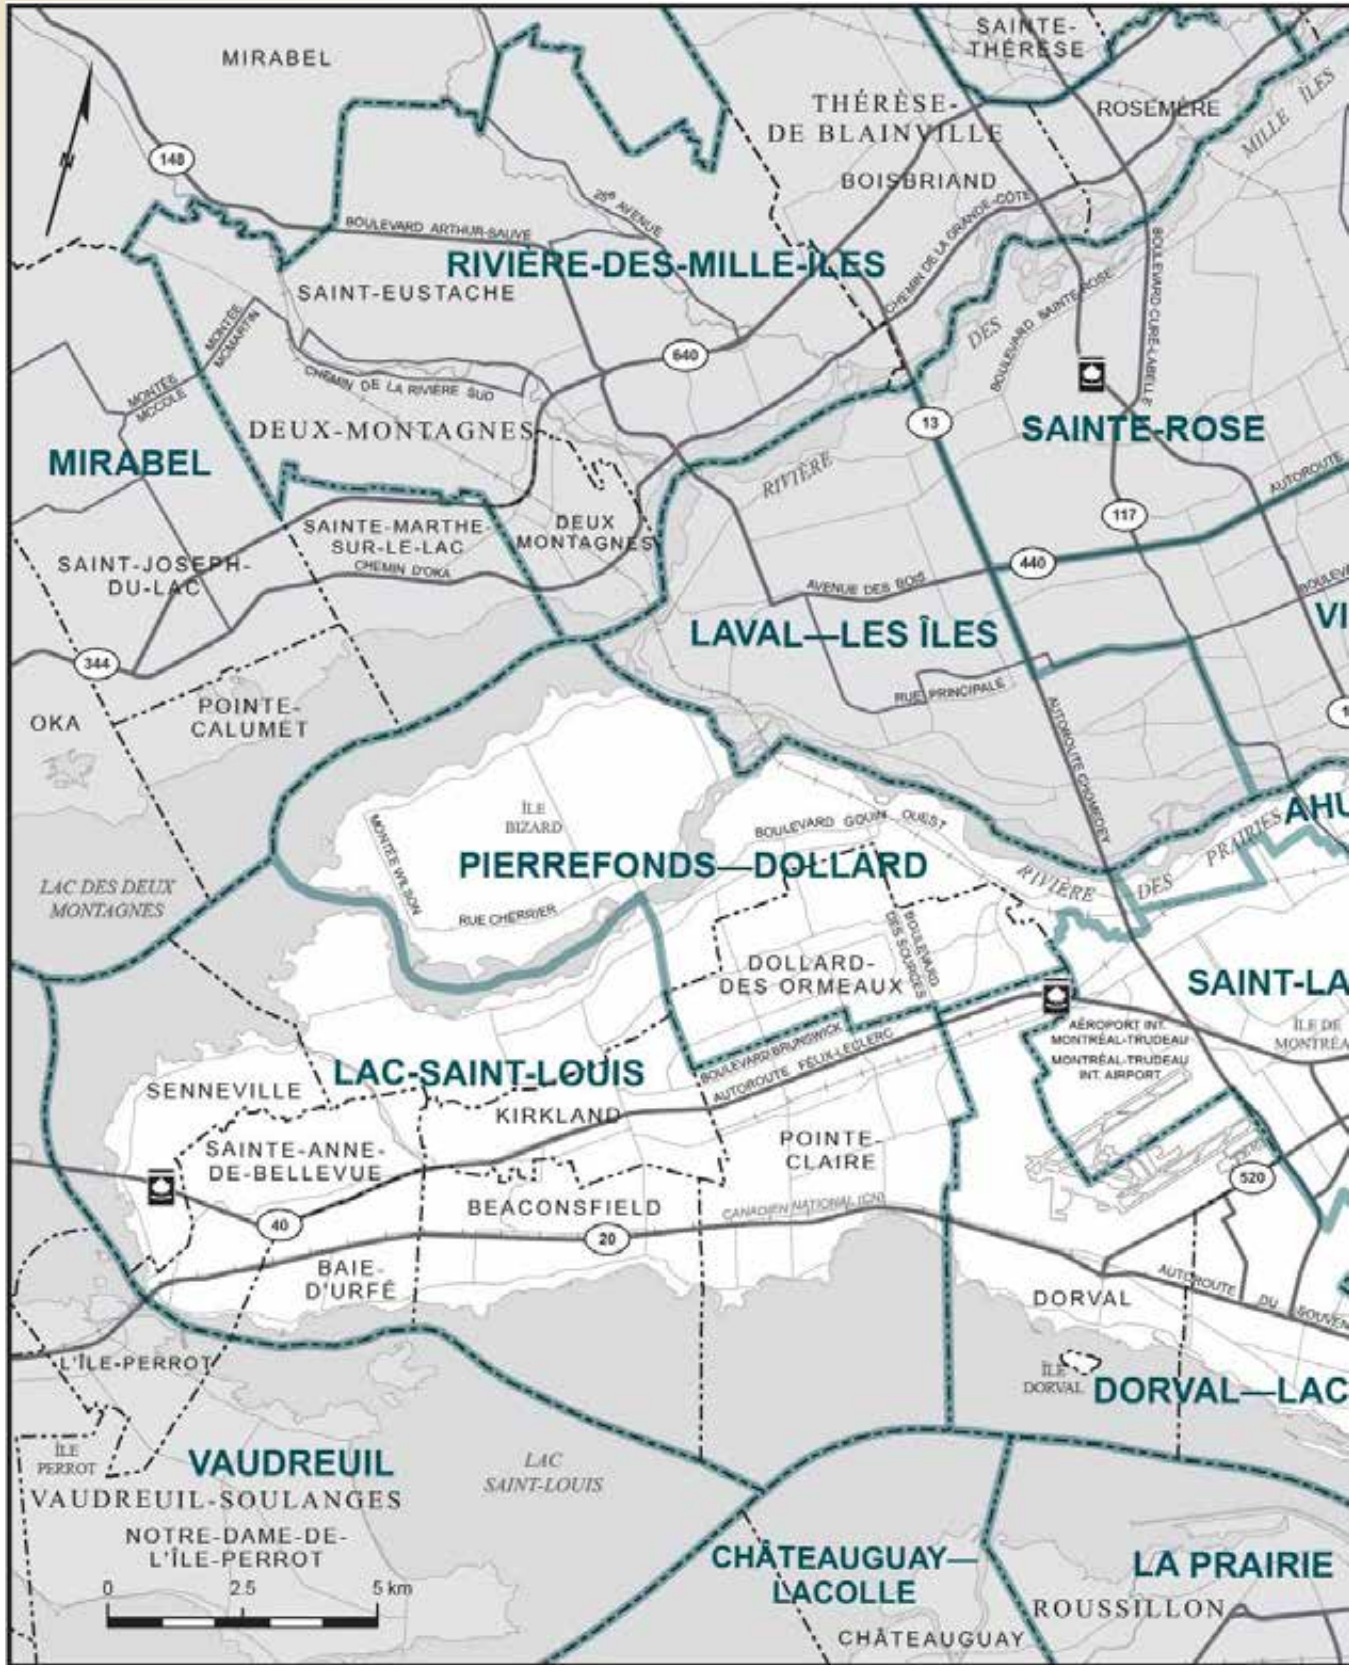 SAINTE-
THÉRÈSE
MIRABEL
THÉRÈSE-
DE BLAINVILLE
ROSEMÈRE
MILLE ÎLES
N
148
BOISBRIAND
25e AVENUE
BOULEVARD ARTHUR-SAUVÉ
CHEMIN DE LA GRANDE-CÔTE
RIVIÈRE-DES-MILLE-ÎLES
SAINT-EUSTACHE
BOULEVARD CURÉ-LABELLE
BOULEVARD SAINTE-ROSE
DES
MONTÉE
MCMARTIN
640
CHEMIN DE LA RIVIÈRE SUD
MONTÉE
MCCOLE
13
SAINTE-ROSE
DEUX-MONTAGNES
MIRABEL
RIVIÈRE
AUTOROUTE
117
SAINTE-MARTHE-
SUR-LE-LAC
DEUX
MONTAGNES
SAINT-JOSEPH-
DU-LAC
CHEMIN D'OKA
440
AVENUE DES BOIS
BOULEVA
VI
LAVAL—LES ÎLES
344
RUE PRINCIPALE
POINTE-
CALUMET
OKA
AUTOROUTE CHOMEDEY
1
ÎLE
BIZARD
BOULEVARD GOUIN OUEST
AHU
PRAIRIES
MONTÉE WILSON
PIERREFONDS—DOLLARD
RIVIÈRE
DES
LAC DES DEUX
MONTAGNES
RUE CHERRIER
BOULEVARD
DES SOURCES
DOLLARD-
DES ORMEAUX
SAINT-LA
AÉROPORT INT.
MONTRÉAL-TRUDEAU
MONTRÉAL-TRUDEAU
INT. AIRPORT
ÎLE DE
MONTRÉA
BOULEVARD BRUNSWICK
AUTOROUTE FÉLIX-LECLERC
LAC-SAINT-LOUIS
SENNEVILLE
KIRKLAND
SAINTE-ANNE-
DE-BELLEVUE
POINTE-
CLAIRE
520
BEACONSFIELD
CANADIEN NATIONAL (CN)
40
20
BAIE-
D'URFÉ
AUTOROUTE DU SOUVEN
DORVAL
L'ÎLE-PERROT
ÎLE
DORVAL
DORVAL—LAC
ÎLE
PERROT
VAUDREUIL
LAC
SAINT-LOUIS
VAUDREUIL-SOULANGES
NOTRE-DAME-DE-
L'ÎLE-PERROT
CHÂTEAUGUAY—
LACOLLE
LA PRAIRIE
0 2.5 5 km
ROUSSILLON
CHÂTEAUGUAY